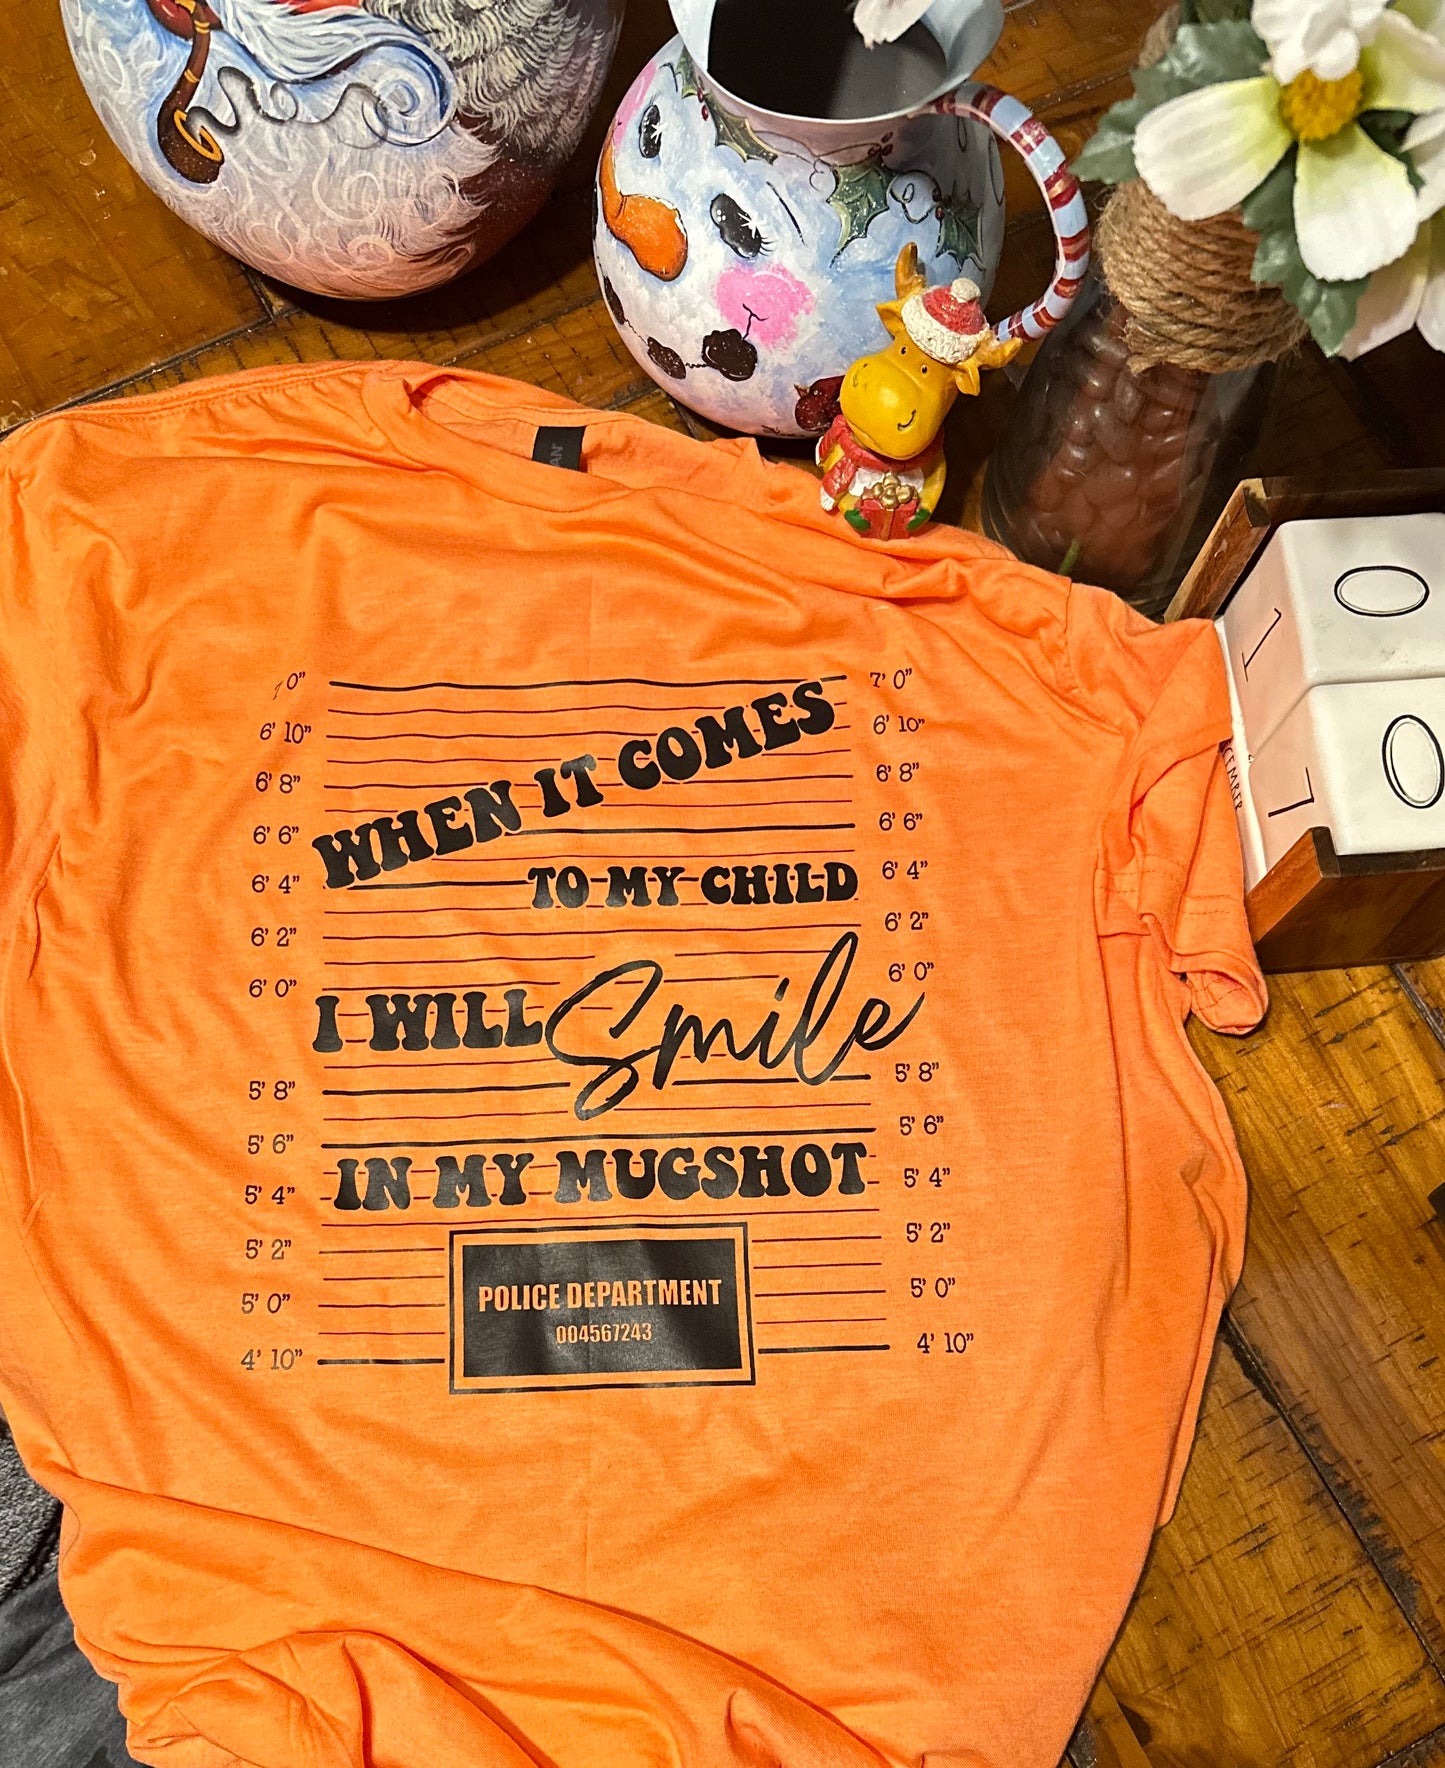 7' 0"
6' 10" 6' 10"
6' 8" 6' 8"
6' 6" 6' 6"
6' 4" 6' 4"
6' 2" 6' 2"
6' 0" 6' 0"
WHEN IT COMES
TO MY CHILD
I WILL Smile
5' 8" 5' 8"
5' 6" 5' 6"
IN MY MUGSHOT
5' 4" 5' 4"
5' 2" 5' 2"
5' 0" 5' 0"
4' 10" 4' 10"
POLICE DEPARTMENT
004567243
0
0